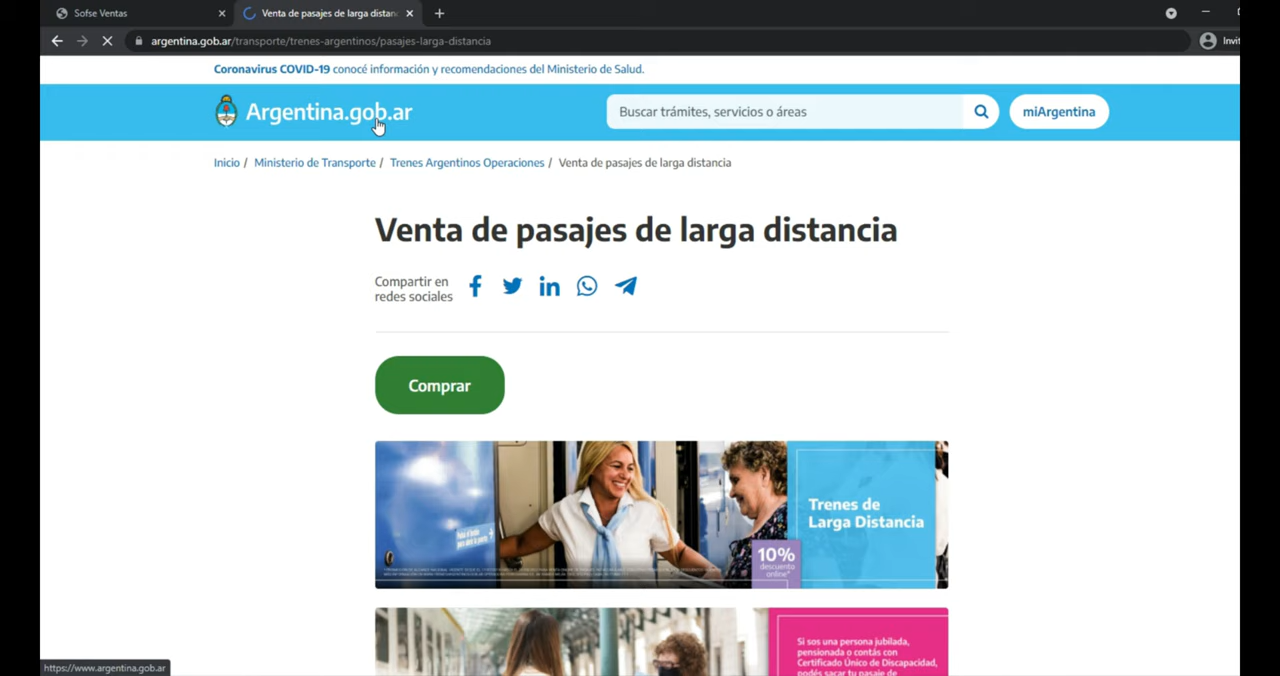 Sofse Ventas
Venta de pasajes de larga distan
argentina.gob.ar/transporte/trenes-argentinos/pasajes-larga-distancia
Invi
Coronavirus COVID-19 conocé información y recomendaciones del Ministerio de Salud.
Argentina.gob.ar
Buscar trámites, servicios o áreas
miArgentina
Inicio / Ministerio de Transporte / Trenes Argentinos Operaciones / Venta de pasajes de larga distancia
Venta de pasajes de larga distancia
Compartir en
redes sociales
Comprar
Trenes de
Larga Distancia
10%
descuento
online*
Si sos una persona jubilada,
pensionada o contás con
Certificado Único de Discapacidad,
podés sacar tu pasaje de
https://www.argentina.gob.ar